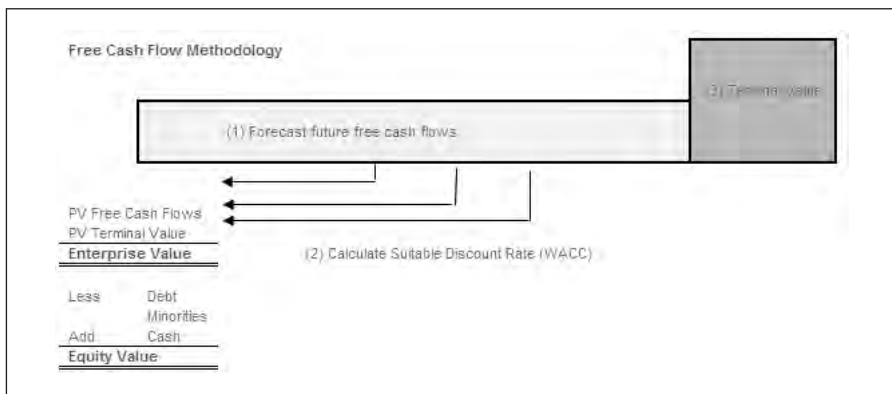 Free Cash Flow Methodology
(3) Terminal Value
(1) Forecast future free cash flows
PV Free Cash Flows
PV Terminal Value
Enterprise Value
(2) Calculate Suitable Discount Rate (WACC)
Less Debt
Minorities
Add Cash
Equity Value